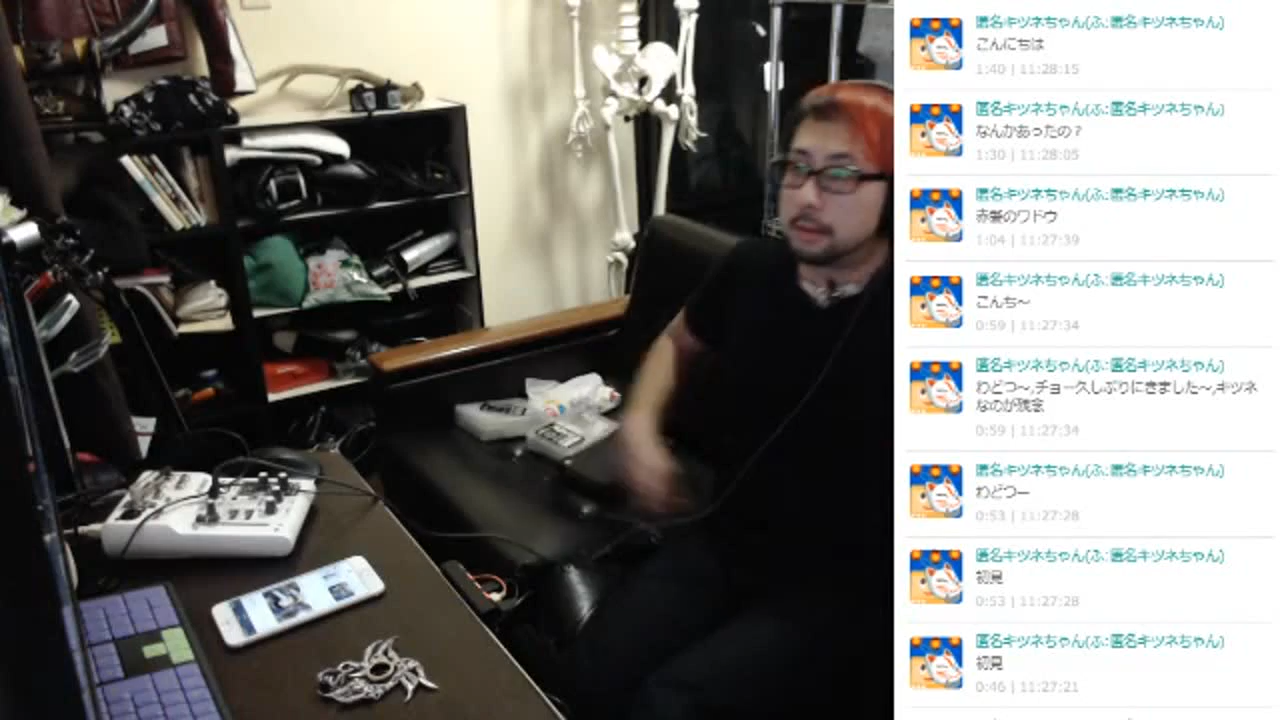 匿名キツネちゃん(ふ:匿名キツネちゃん)
こんにちは
1:40 | 11:28:15
匿名キツネちゃん(ふ:匿名キツネちゃん)
なんかあったの？
1:30 | 11:28:05
匿名キツネちゃん(ふ:匿名キツネちゃん)
赤髪のワドウ
1:04 | 11:27:39
匿名キツネちゃん(ふ:匿名キツネちゃん)
こんち～
0:59 | 11:27:34
匿名キツネちゃん(ふ:匿名キツネちゃん)
わどつ～,チョー久しぶりにきました～,キツネ
なのが残念
0:59 | 11:27:34
匿名キツネちゃん(ふ:匿名キツネちゃん)
わどつー
0:53 | 11:27:28
匿名キツネちゃん(ふ:匿名キツネちゃん)
初見
0:53 | 11:27:28
匿名キツネちゃん(ふ:匿名キツネちゃん)
初見
0:46 | 11:27:21